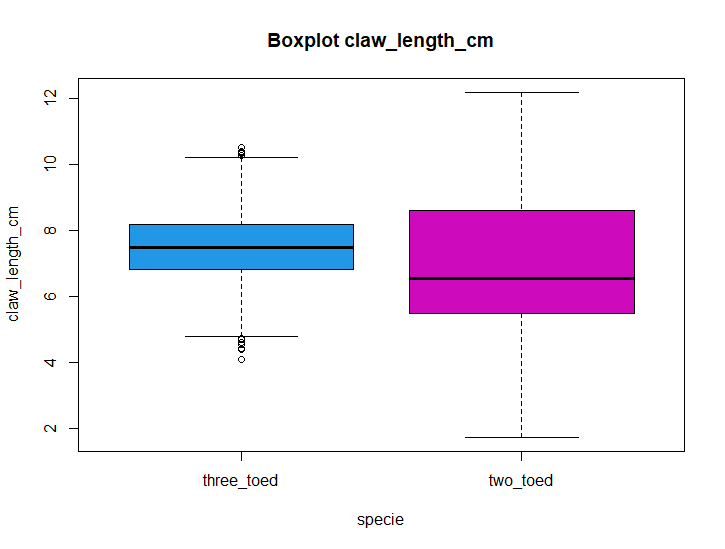 Boxplot claw_length_cm
claw_length_cm
12
10
8
6
4
2
three_toed two_toed
specie